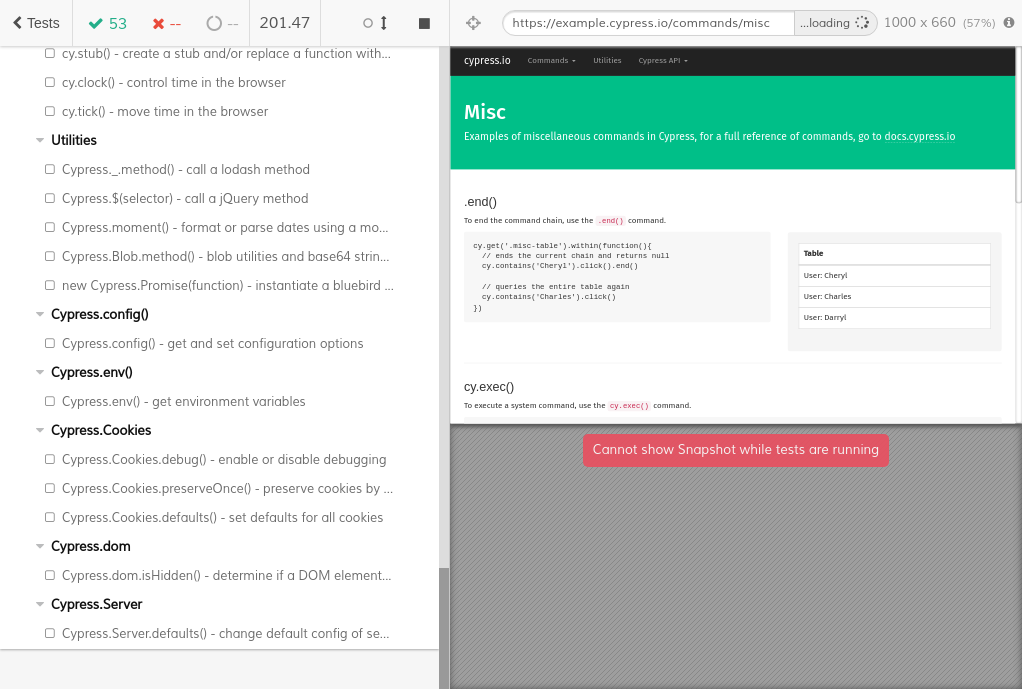 Tests
53
--
--
201.47
https://example.cypress.io/commands/misc
...loading
1000 x 660 (57%)
cy.stub() - create a stub and/or replace a function with...
cy.clock() - control time in the browser
cy.tick() - move time in the browser
Utilities
Cypress._.method() - call a lodash method
Cypress.$(selector) - call a jQuery method
Cypress.moment() - format or parse dates using a mo...
Cypress.Blob.method() - blob utilities and base64 strin...
new Cypress.Promise(function) - instantiate a bluebird ...
Cypress.config()
Cypress.config() - get and set configuration options
Cypress.env()
Cypress.env() - get environment variables
Cypress.Cookies
Cypress.Cookies.debug() - enable or disable debugging
Cypress.Cookies.preserveOnce() - preserve cookies by ...
Cypress.Cookies.defaults() - set defaults for all cookies
Cypress.dom
Cypress.dom.isHidden() - determine if a DOM element...
Cypress.Server
Cypress.Server.defaults() - change default config of se...
cypress.io
Commands
Utilities
Cypress API
Misc
Examples of miscellaneous commands in Cypress, for a full reference of commands, go to docs.cypress.io
.end()
To end the command chain, use the .end() command.
cy.get('.misc-table').within(function(){
// ends the current chain and returns null
cy.contains('Cheryl').click().end()
// queries the entire table again
cy.contains('Charles').click()
})
Table
User: Cheryl
User: Charles
User: Darryl
cy.exec()
To execute a system command, use the cy.exec() command.
Cannot show Snapshot while tests are running